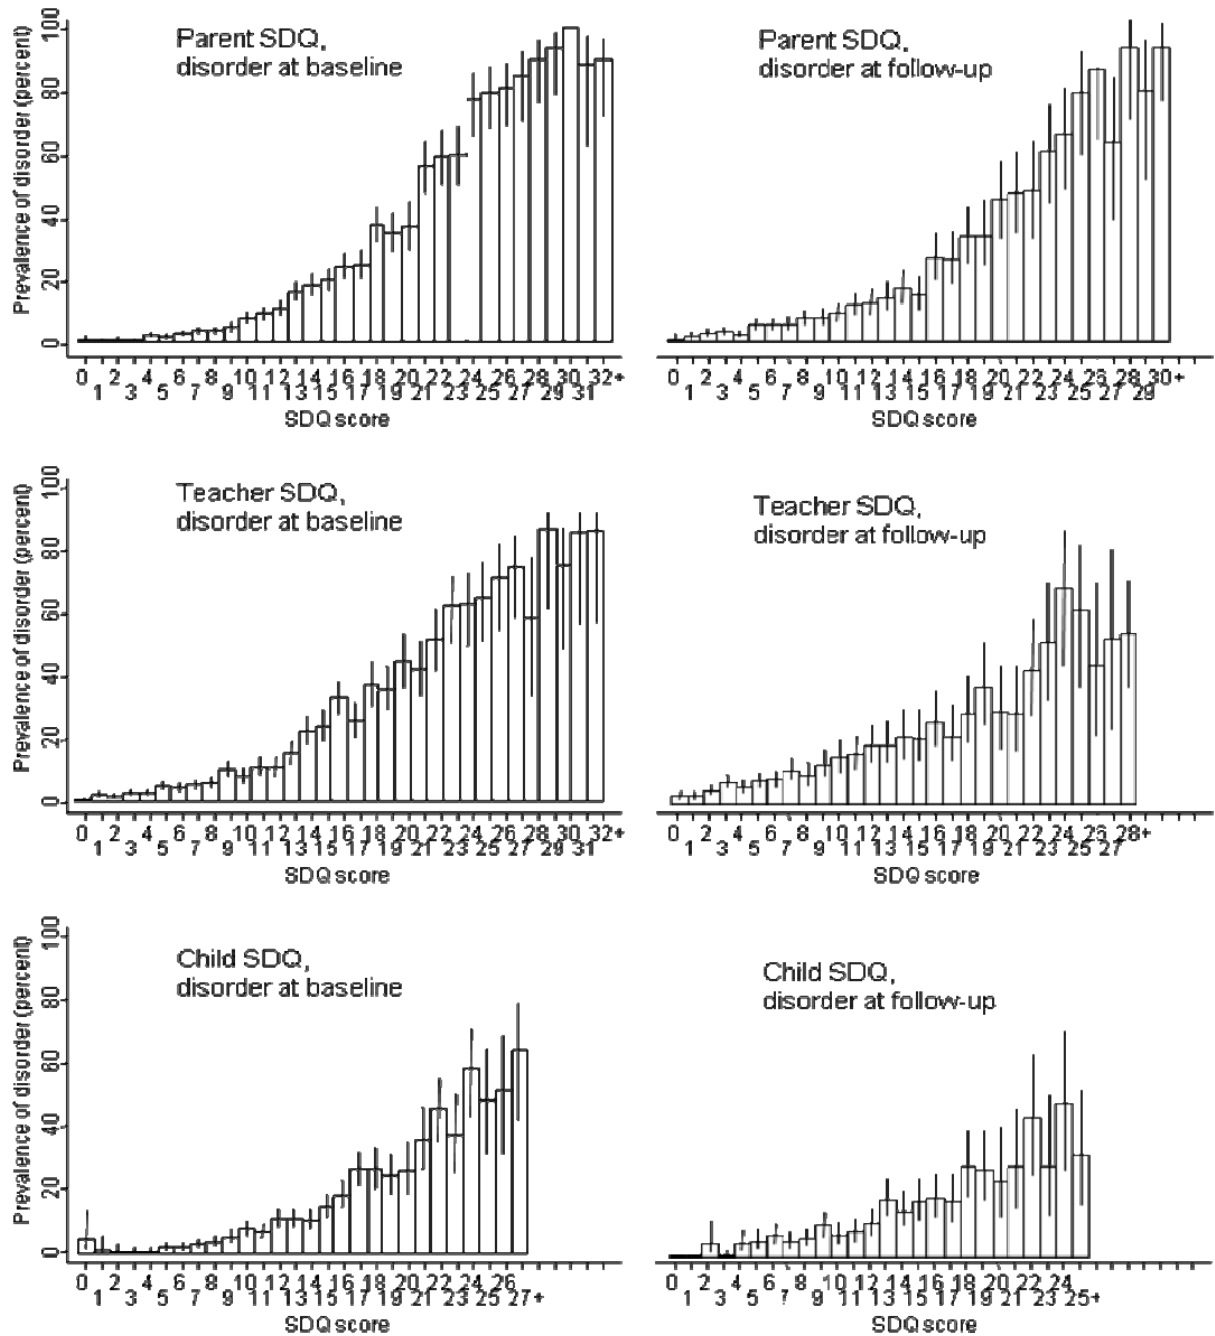 Parent SDQ,
disorder at baseline
Prevalence of disorder (percent)
0 20 40 60 80 100
0 2 4 6 8 10 12 14 16 18 20 22 24 26 28 30 32+
1 3 5 7 9 11 13 15 17 19 21 23 25 27 29 31
SDQ score
Parent SDQ,
disorder at follow-up
0 2 4 6 8 10 12 14 16 18 20 22 24 26 28 30+
1 3 5 7 9 11 13 15 17 19 21 23 25 27 29
SDQ score
Teacher SDQ,
disorder at baseline
Prevalence of disorder (percent)
0 20 40 60 80 100
0 2 4 6 8 10 12 14 16 18 20 22 24 26 28 30 32+
1 3 5 7 9 11 13 15 17 19 21 23 25 27 29 31
SDQ score
Teacher SDQ,
disorder at follow-up
0 2 4 6 8 10 12 14 16 18 20 22 24 26 28+
1 3 5 7 9 11 13 15 17 19 21 23 25 27
SDQ score
Child SDQ,
disorder at baseline
Prevalence of disorder (percent)
0 20 40 60 80 100
0 2 4 6 8 10 12 14 16 18 20 22 24 26
1 3 5 7 9 11 13 15 17 19 21 23 25 27+
SDQ score
Child SDQ,
disorder at follow-up
0 2 4 6 8 10 12 14 16 18 20 22 24
1 3 5 7 9 11 13 15 17 19 21 23 25+
SDQ score